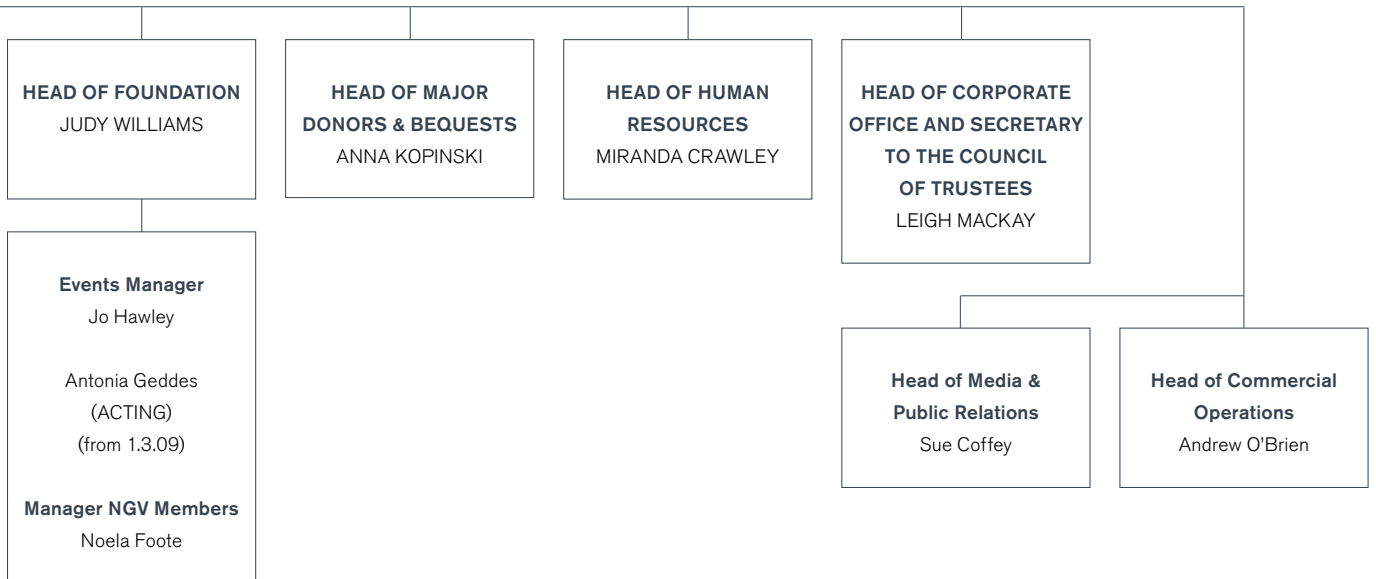 HEAD OF FOUNDATION
JUDY WILLIAMS
HEAD OF MAJOR
DONORS & BEQUESTS
ANNA KOPINSKI
HEAD OF HUMAN
RESOURCES
MIRANDA CRAWLEY
HEAD OF CORPORATE
OFFICE AND SECRETARY
TO THE COUNCIL
OF TRUSTEES
LEIGH MACKAY
Events Manager
Jo Hawley
Antonia Geddes
(ACTING)
(from 1.3.09)
Manager NGV Members
Noela Foote
Head of Media &
Public Relations
Sue Coffey
Head of Commercial
Operations
Andrew O’Brien